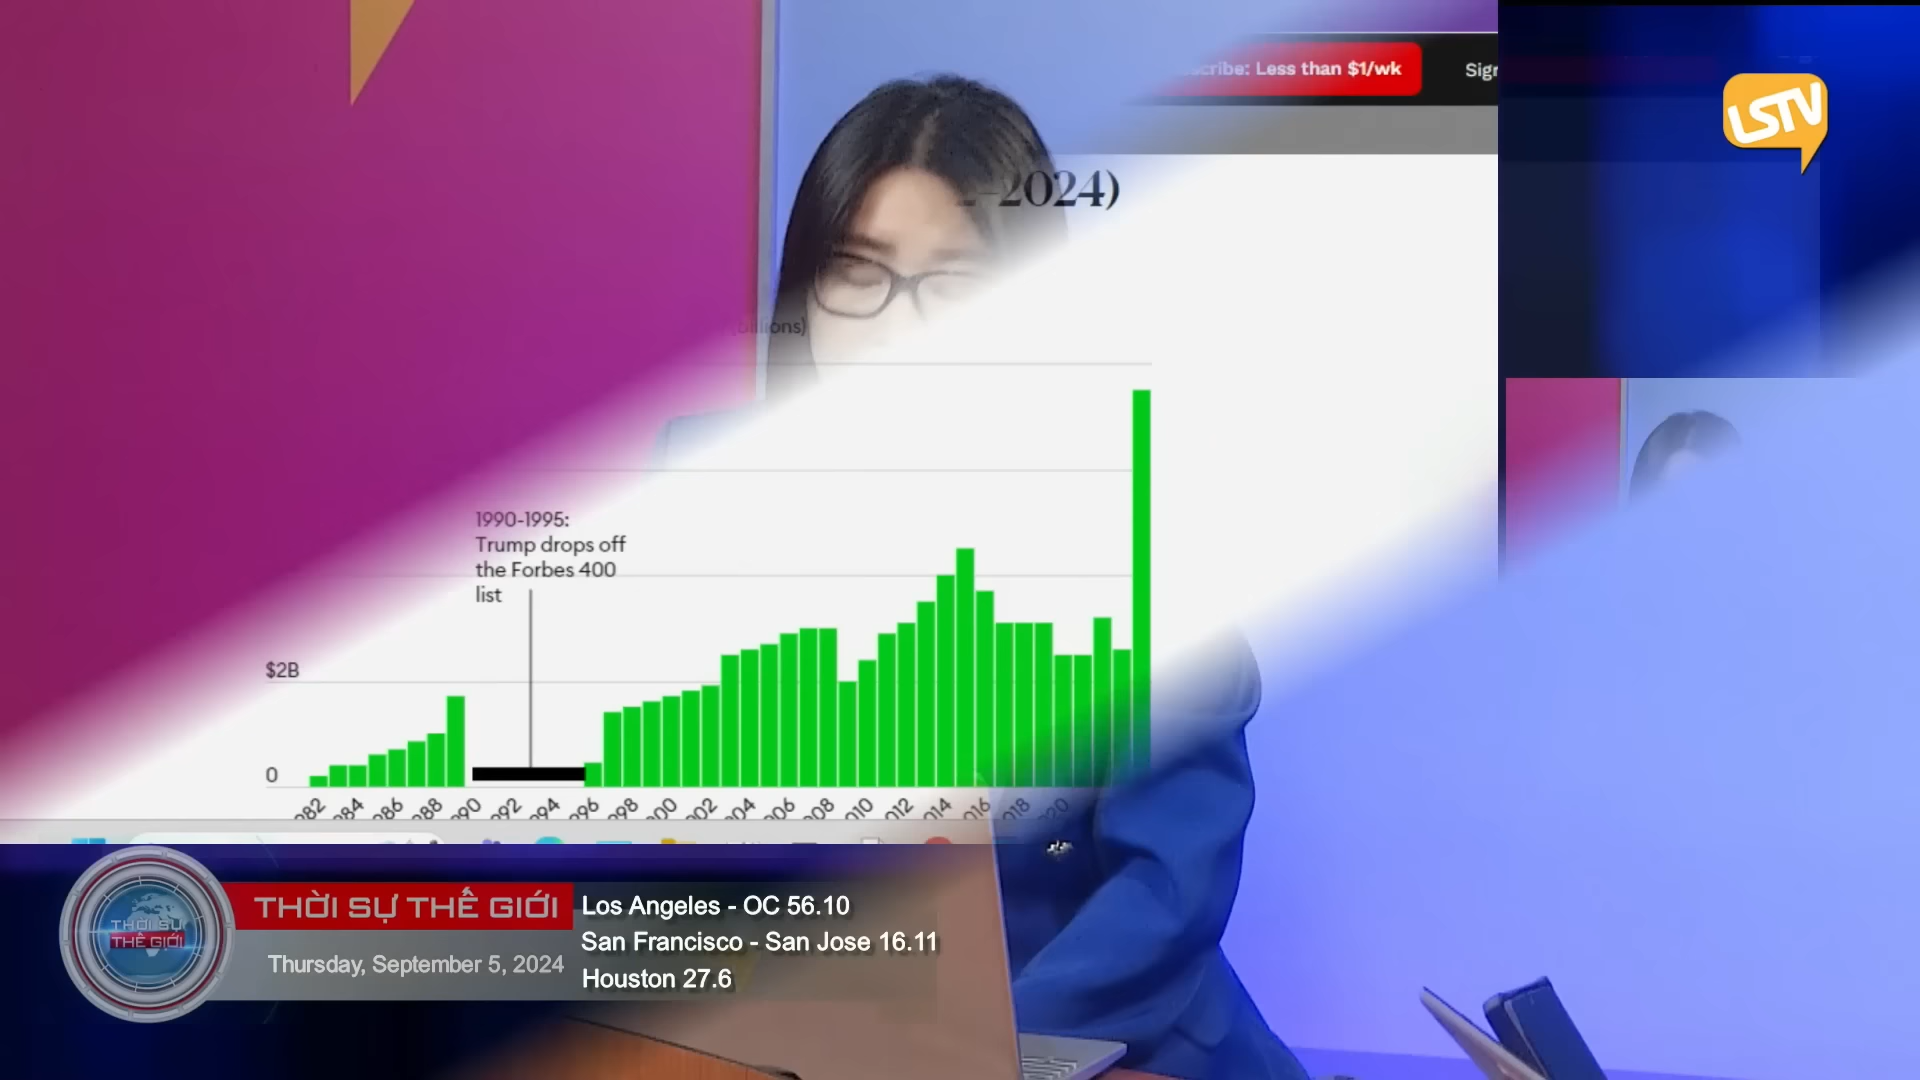 Less than $1/wk
LSTV
-2024)
(billions)
1990-1995:
Trump drops off
the Forbes 400
list
$2B
0
THỜI SỰ THẾ GIỚI
Thursday, September 5, 2024
Los Angeles - OC 56.10
San Francisco - San Jose 16.11
Houston 27.6
THỜI SỰ
THẾ GIỚI